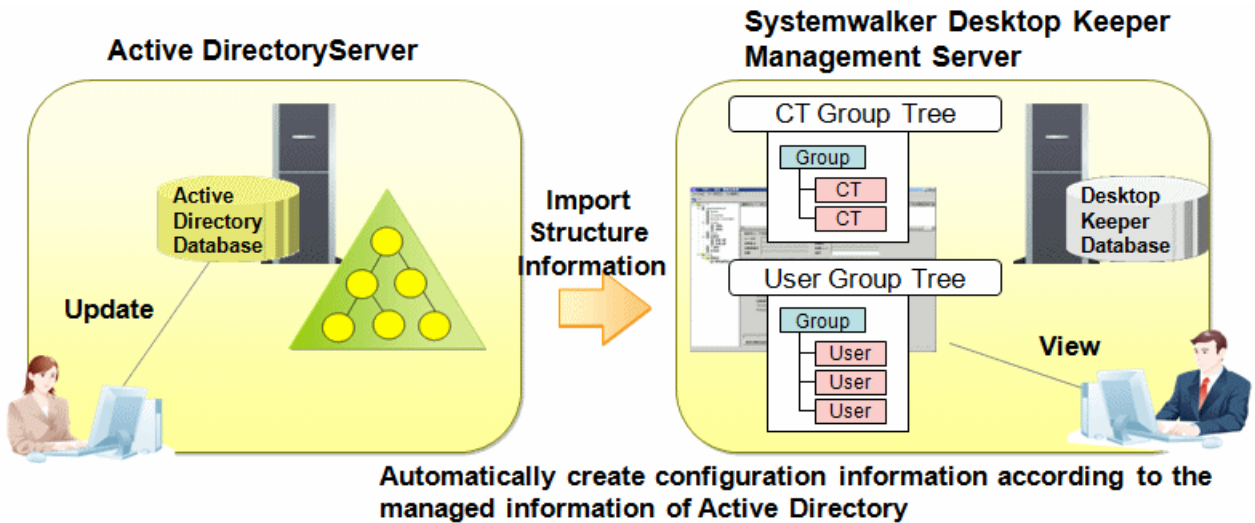 Active DirectoryServer
Systemwalker Desktop Keeper
Management Server
Active
Directory
Database
Update
Import
Structure
Information
CT Group Tree
Group
CT
CT
User Group Tree
Group
User
User
User
Desktop
Keeper
Database
View
Automatically create configuration information according to the
managed information of Active Directory